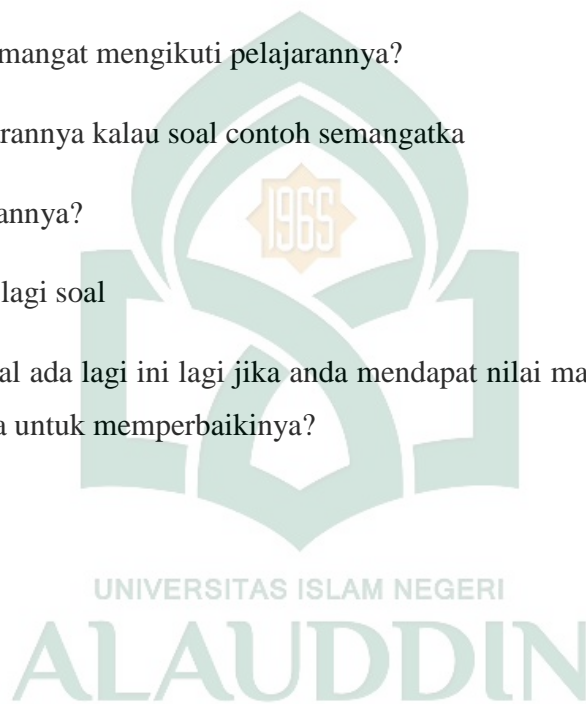 mangat mengikuti pelajarannya?
rannya kalau soal contoh semangatka
annya?
1965
lagi soal
al ada lagi ini lagi jika anda mendapat nilai ma
a untuk memperbaikinya?
UNIVERSITAS ISLAM NEGERI
ALAUDDIN